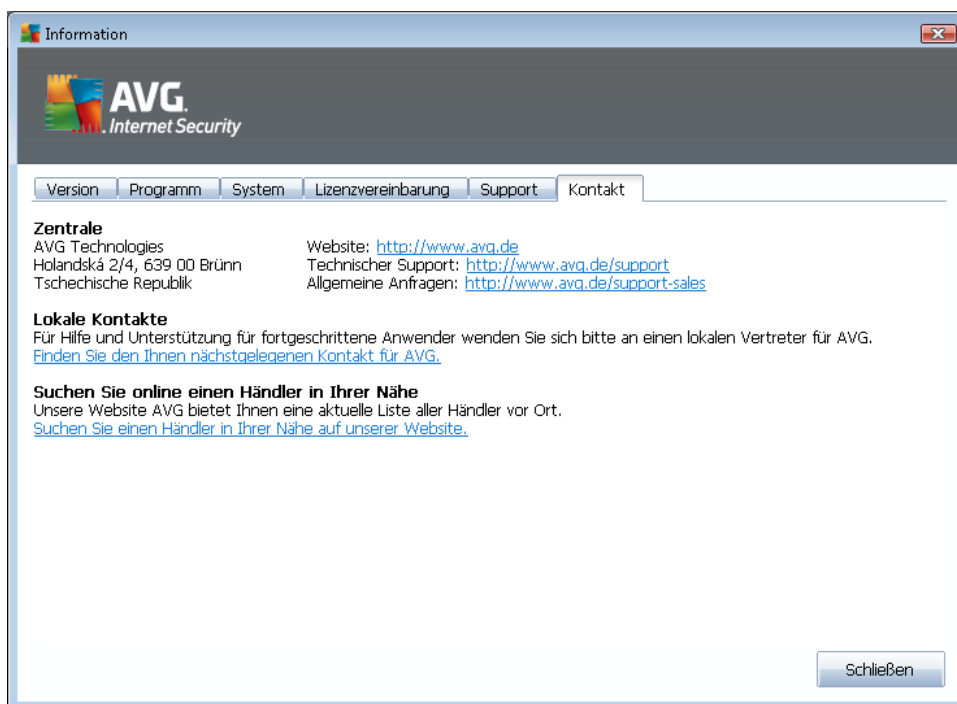 Information
AVG.
Internet Security
Version Programm System Lizenzvereinbarung Support Kontakt
Zentrale
AVG Technologies Website: http://www.avg.de
Holandská 2/4, 639 00 Brünn Technischer Support: http://www.avg.de/support
Tschechische Republik Allgemeine Anfragen: http://www.avg.de/support-sales
Lokale Kontakte
Für Hilfe und Unterstützung für fortgeschrittene Anwender wenden Sie sich bitte an einen lokalen Vertreter für AVG.
Finden Sie den Ihnen nächstgelegenen Kontakt für AVG.
Suchen Sie online einen Händler in Ihrer Nähe
Unsere Website AVG bietet Ihnen eine aktuelle Liste aller Händler vor Ort.
Suchen Sie einen Händler in Ihrer Nähe auf unserer Website.
Schließen